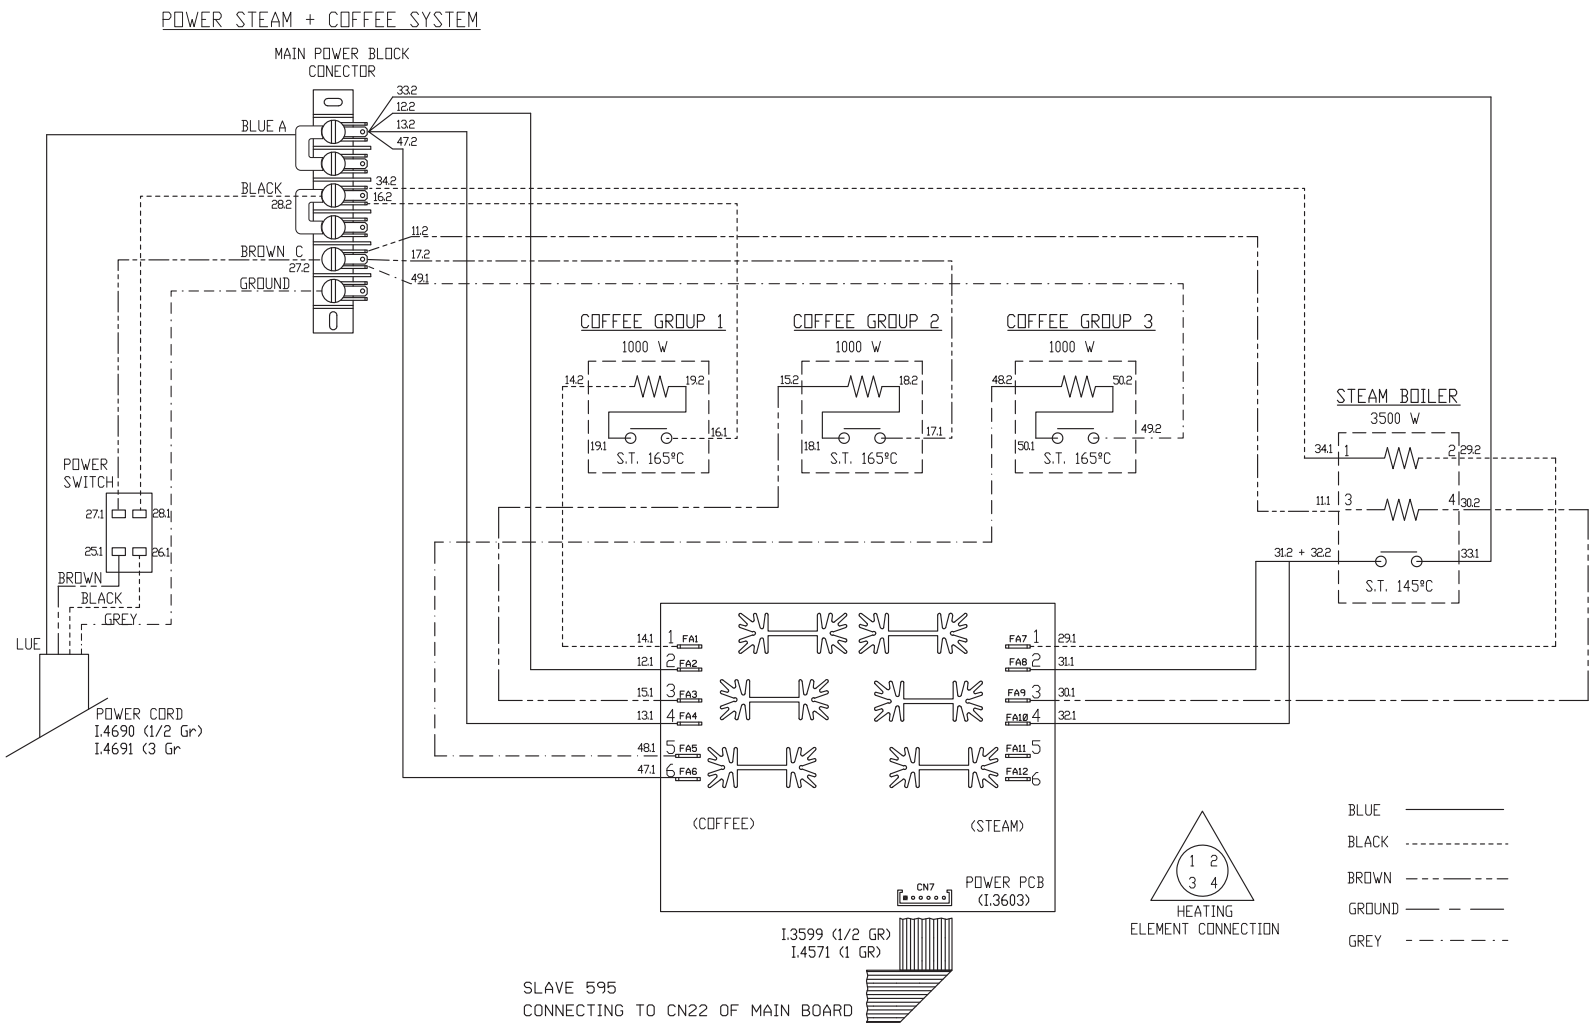 POWER STEAM + COFFEE SYSTEM
MAIN POWER BLOCK
CONECTOR
33.2
12.2
BLUE A
13.2
47.2
34.2
BLACK
16.2
28.2
11.2
BROWN C
17.2
27.2
49.1
GROUND
COFFEE GROUP 1
1000 W
14.2
19.2
19.1
16.1
S.T. 165ºC
COFFEE GROUP 2
1000 W
15.2
18.2
18.1
17.1
S.T. 165ºC
COFFEE GROUP 3
1000 W
48.2
50.2
50.1
49.2
S.T. 165ºC
STEAM BOILER
3500 W
34.1 1
2 29.2
11.1 3
4 30.2
31.2 + 32.2
33.1
S.T. 145ºC
POWER
SWITCH
27.1
28.1
25.1
26.1
BROWN
BLACK
GREY
LUE
POWER CORD
I.4690 (1/2 Gr)
I.4691 (3 Gr
14.1 1 FA1
12.1 2 FA2
15.1 3 FA3
13.1 4 FA4
48.1 5 FA5
47.1 6 FA6
FA7 1 29.1
FA8 2 31.1
FA9 3 30.1
FA10 4 32.1
FA11 5
FA12 6
(COFFEE)
(STEAM)
CN7
POWER PCB
(I.3603)
I.3599 (1/2 GR)
I.4571 (1 GR)
SLAVE 595
CONNECTING TO CN22 OF MAIN BOARD
1 2
3 4
HEATING
ELEMENT CONNECTION
BLUE
BLACK
BROWN
GROUND
GREY